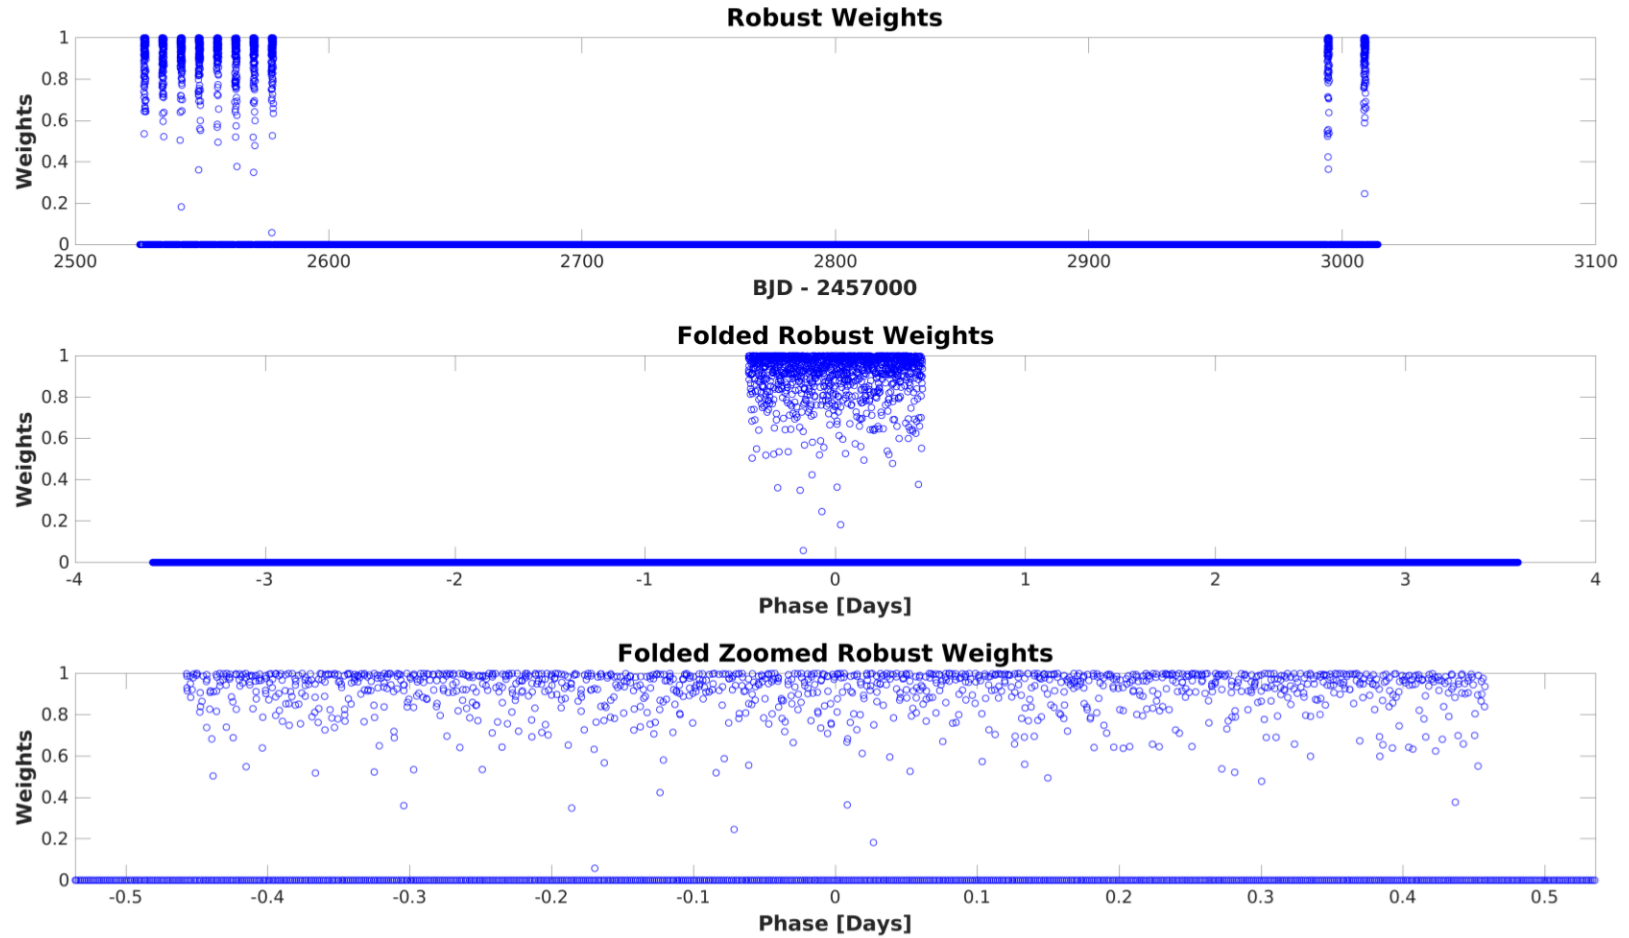 Robust Weights
1
0.8
0.6
0.4
0.2
0
Weights
2500 2600 2700 2800 2900 3000 3100
BJD - 2457000
Folded Robust Weights
1
0.8
0.6
0.4
0.2
0
Weights
-4 -3 -2 -1 0 1 2 3 4
Phase [Days]
Folded Zoomed Robust Weights
1
0.8
0.6
0.4
0.2
0
Weights
-0.5 -0.4 -0.3 -0.2 -0.1 0 0.1 0.2 0.3 0.4 0.5
Phase [Days]